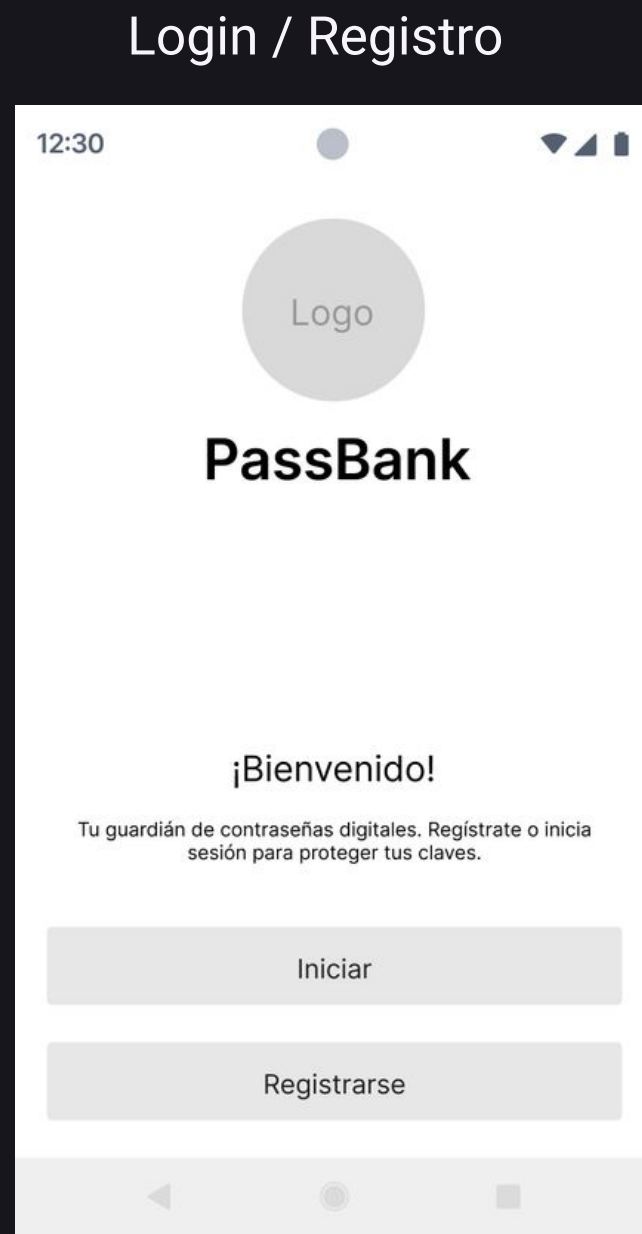 Login / Registro
12:30
Logo
PassBank
¡Bienvenido!
Tu guardián de contraseñas digitales. Regístrate o inicia
sesión para proteger tus claves.
Iniciar
Registrarse